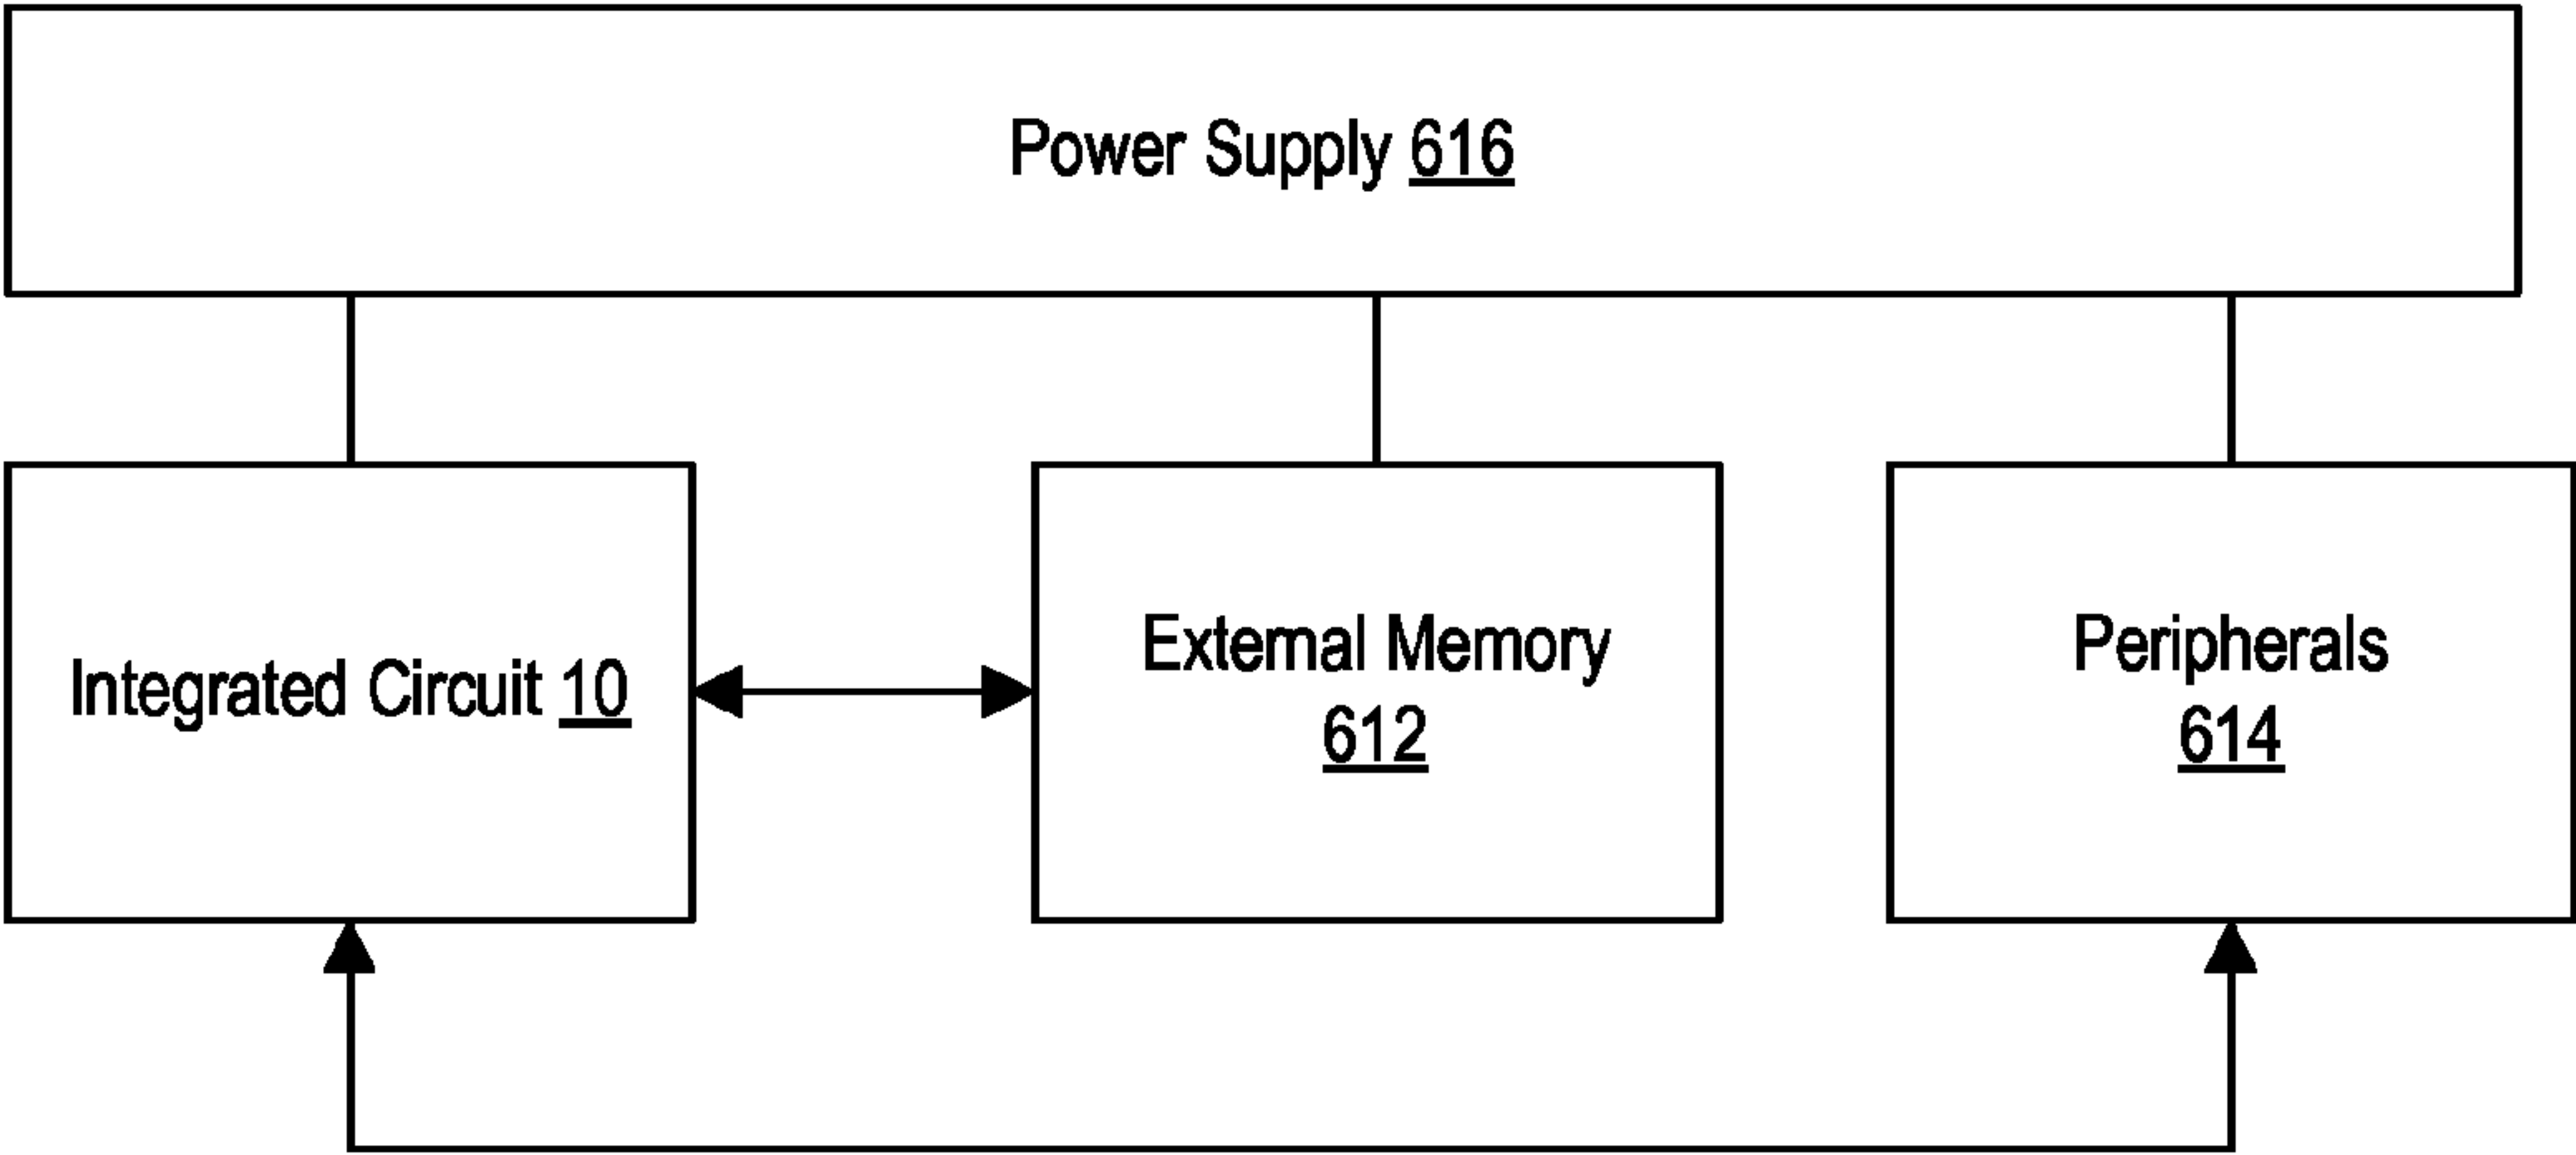 Power Supply 616
Integrated Circuit 10
External Memory
612
Peripherals
614